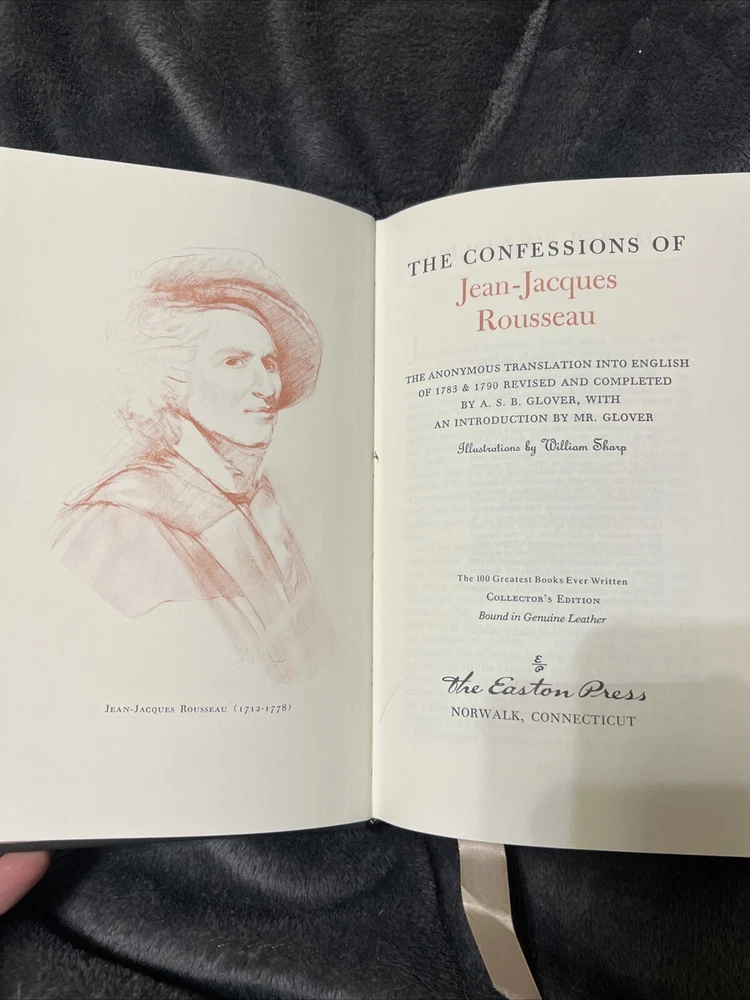 JEAN-JACQUES ROUSSEAU (1712-1778)
THE CONFESSIONS OF
Jean-Jacques
Rousseau
THE ANONYMOUS TRANSLATION INTO ENGLISH
OF 1783 & 1790 REVISED AND COMPLETED
BY A. S. B. GLOVER, WITH
AN INTRODUCTION BY MR. GLOVER
Illustrations by William Sharp
The 100 Greatest Books Ever Written
COLLECTOR'S EDITION
Bound in Genuine Leather
E/P
The Easton Press
NORWALK, CONNECTICUT